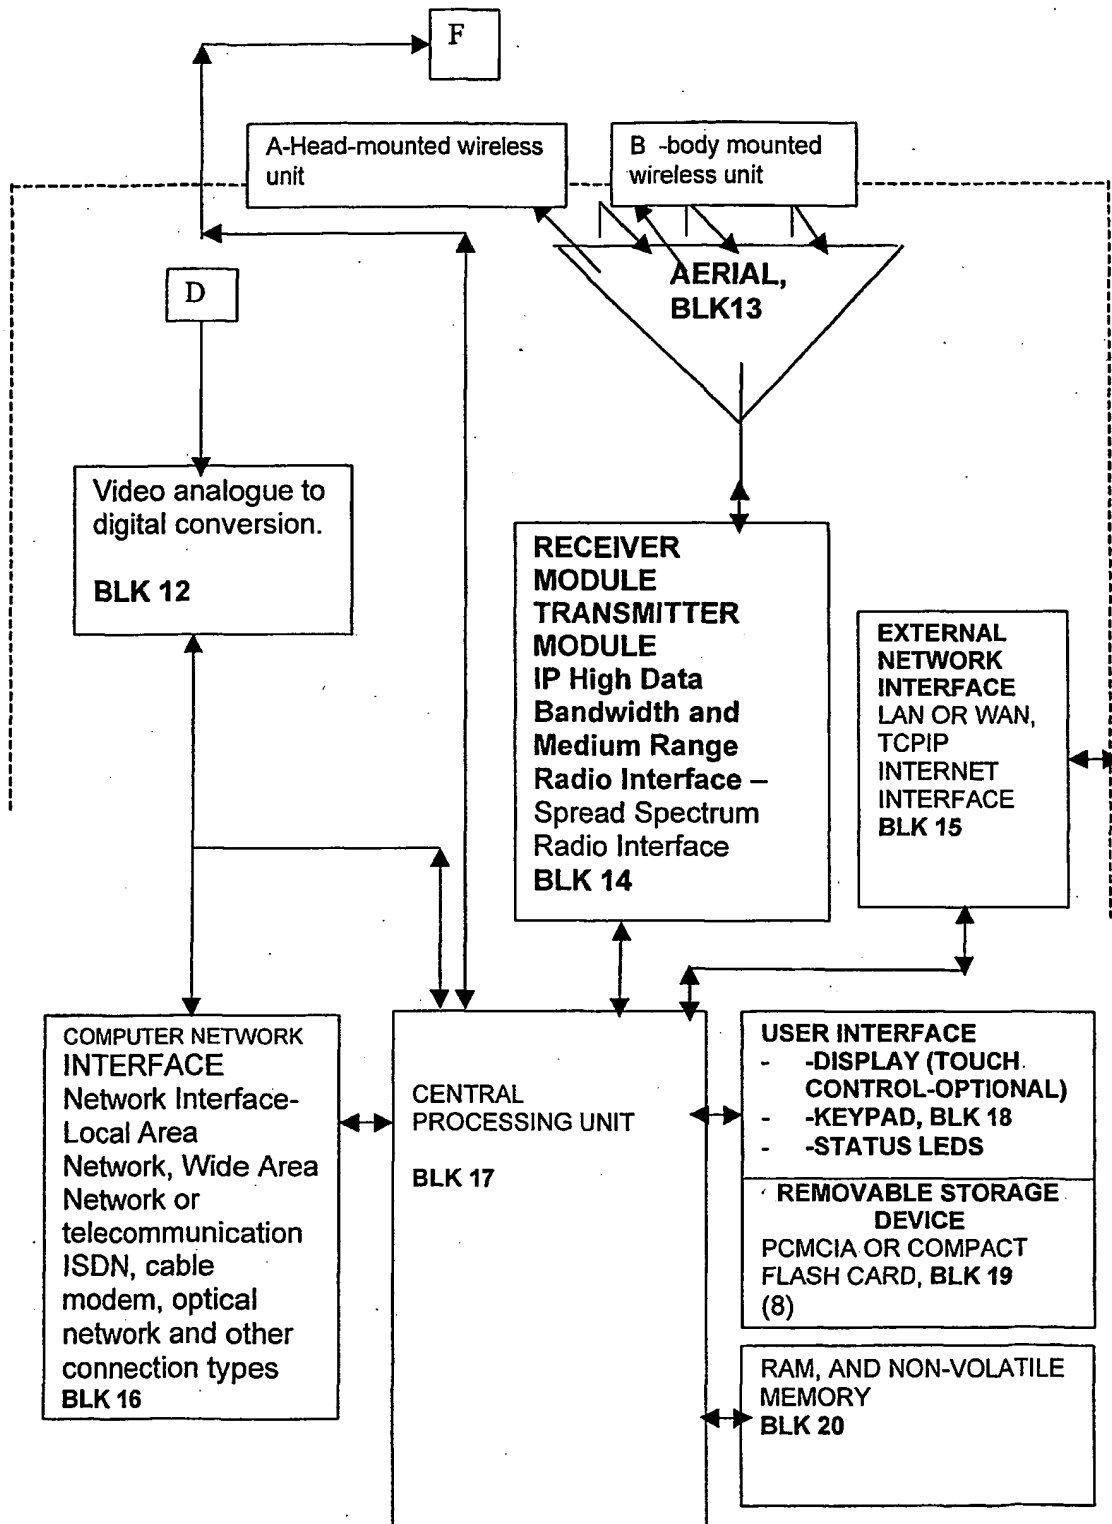 F
A-Head-mounted wireless
unit
B -body mounted
wireless unit
D
AERIAL,
BLK13
Video analogue to
digital conversion.
BLK 12
RECEIVER
MODULE
TRANSMITTER
MODULE
IP High Data
Bandwidth and
Medium Range
Radio Interface –
Spread Spectrum
Radio Interface
BLK 14
EXTERNAL
NETWORK
INTERFACE
LAN OR WAN,
TCPIP
INTERNET
INTERFACE
BLK 15
COMPUTER NETWORK
INTERFACE
Network Interface-
Local Area
Network, Wide Area
Network or
telecommunication
ISDN, cable
modem, optical
network and other
connection types
BLK 16
CENTRAL
PROCESSING UNIT
BLK 17
USER INTERFACE
- -DISPLAY (TOUCH
CONTROL-OPTIONAL)
- -KEYPAD, BLK 18
- -STATUS LEDS
REMOVABLE STORAGE
DEVICE
PCMCIA OR COMPACT
FLASH CARD, BLK 19
(8)
RAM, AND NON-VOLATILE
MEMORY
BLK 20